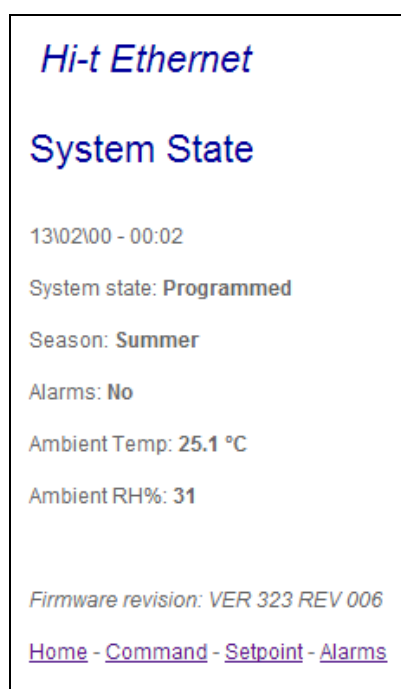 Hi-t Ethernet
System State
13\02\00 - 00:02
System state: Programmed
Season: Summer
Alarms: No
Ambient Temp: 25.1 °C
Ambient RH%: 31
Firmware revision: VER 323 REV 006
Home - Command - Setpoint - Alarms